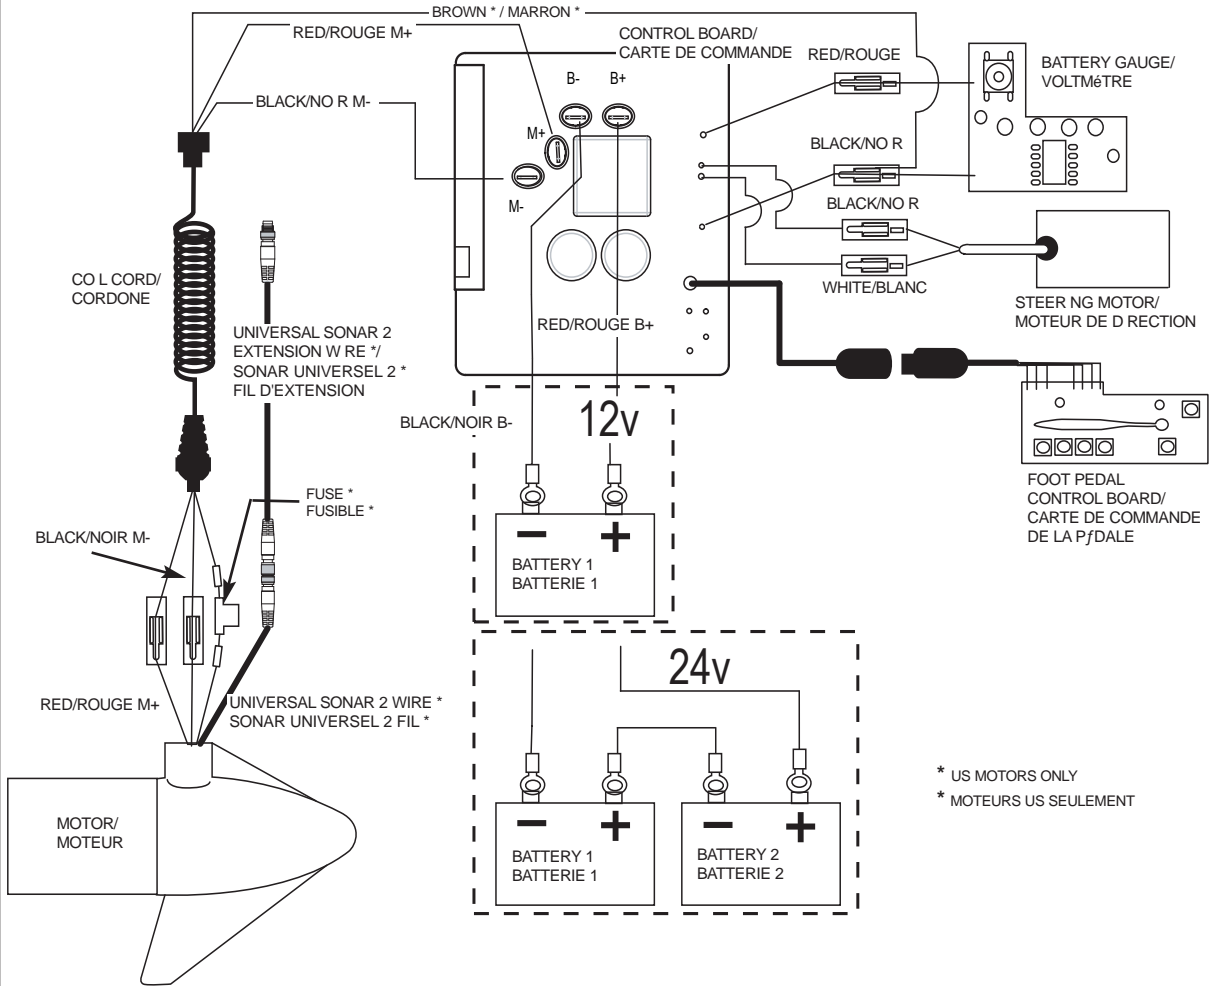 BROWN * / MARRON *
RED/ROUGE M+
CONTROL BOARD/
CARTE DE COMMANDE
RED/ROUGE
BATTERY GAUGE/
VOLTMéTRE
B-
B+
BLACK/NO R M-
M+
BLACK/NO R
M-
BLACK/NO R
CO L CORD/
CORDONE
WHITE/BLANC
STEER NG MOTOR/
MOTEUR DE D RECTION
UNIVERSAL SONAR 2
EXTENSION W RE */
SONAR UNIVERSEL 2 *
FIL D'EXTENSION
RED/ROUGE B+
BLACK/NOIR B-
12v
FOOT PEDAL
CONTROL BOARD/
CARTE DE COMMANDE
DE LA PƒDALE
FUSE *
FUSIBLE *
BLACK/NOIR M-
− +
BATTERY 1
BATTERIE 1
24v
RED/ROUGE M+
UNIVERSAL SONAR 2 WIRE *
SONAR UNIVERSEL 2 FIL *
* US MOTORS ONLY
* MOTEURS US SEULEMENT
MOTOR/
MOTEUR
− +
BATTERY 1
BATTERIE 1
− +
BATTERY 2
BATTERIE 2